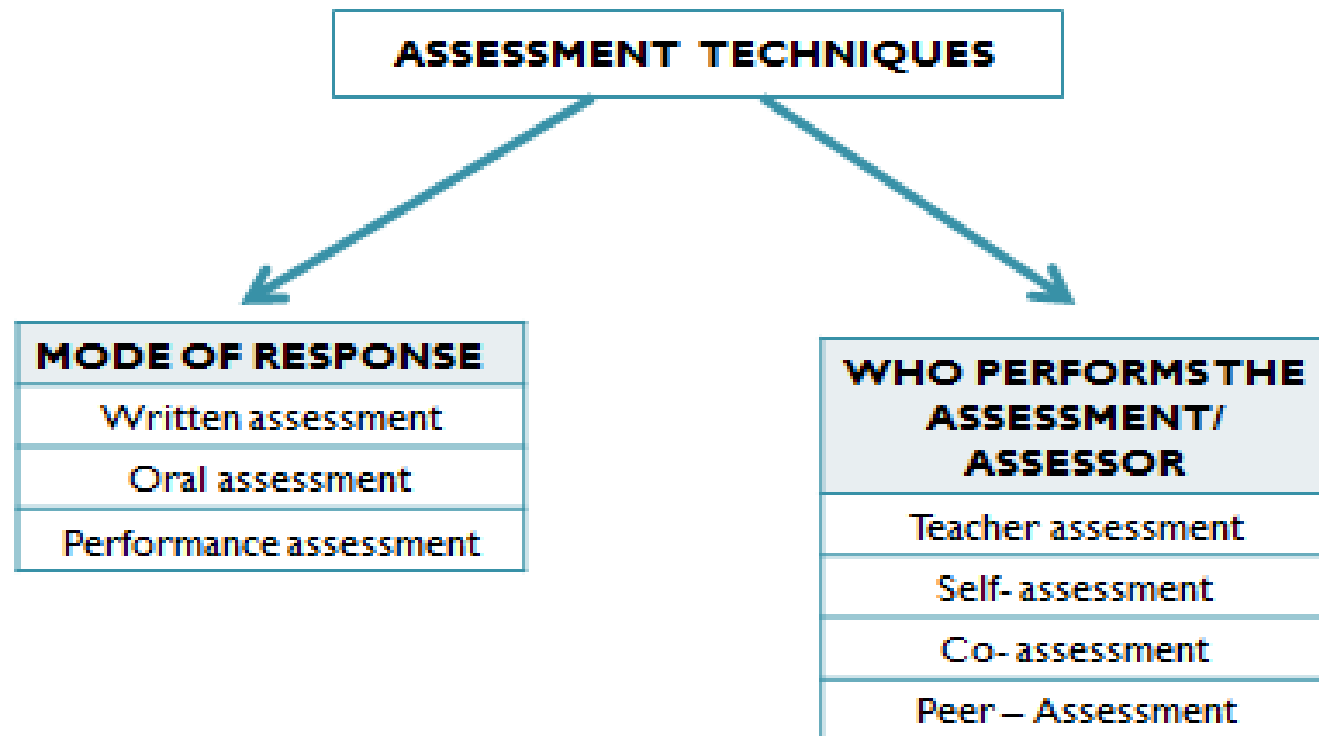 ASSESSMENT TECHNIQUES
MODE OF RESPONSE
Written assessment
Oral assessment
Performance assessment
WHO PERFORMS THE
ASSESSMENT/
ASSESSOR
Teacher assessment
Self- assessment
Co- assessment
Peer – Assessment